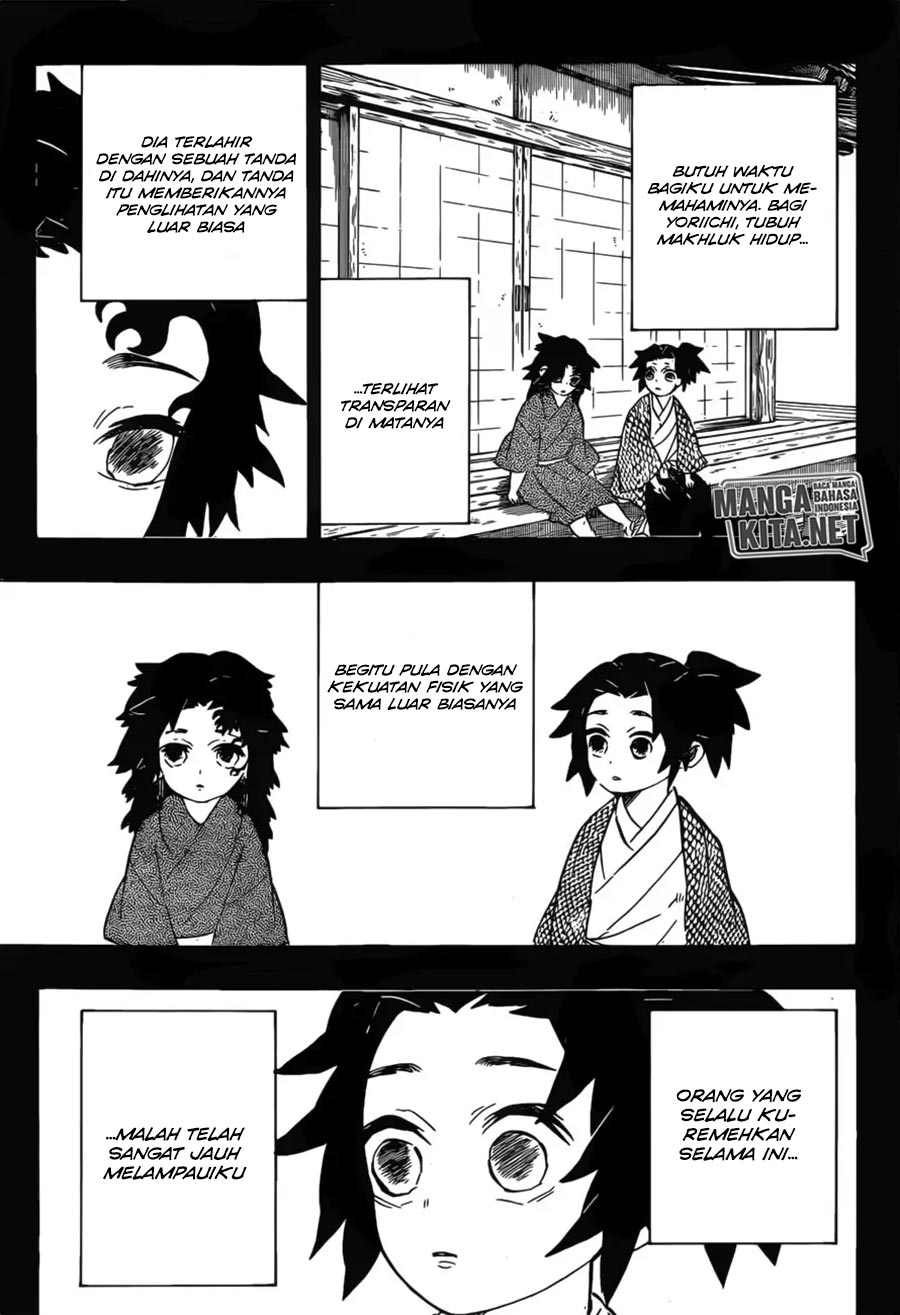 BUTUH WAKTU
BAGIKU UNTUK ME-
MAHAMINYA. BAGI
YORIICHI, TUBUH
MAKHLUK HIDUP...
...TERLIHAT
TRANSPARAN
DI MATANYA
DIA TERLAHIR
DENGAN SEBUAH TANDA
DI DAHINYA, DAN TANDA
ITU MEMBERIKANNYA
PENGLIHATAN YANG
LUAR BIASA
MANGA
KITA.NET
BACA MANGA
BAHASA
INDONESIA
BEGITU PULA DENGAN
KEKUATAN FISIK YANG
SAMA LUAR BIASANYA
ORANG YANG
SELALU KU-
REMEHKAN
SELAMA INI...
...MALAH TELAH
SANGAT JAUH
MELAMPAUIKU